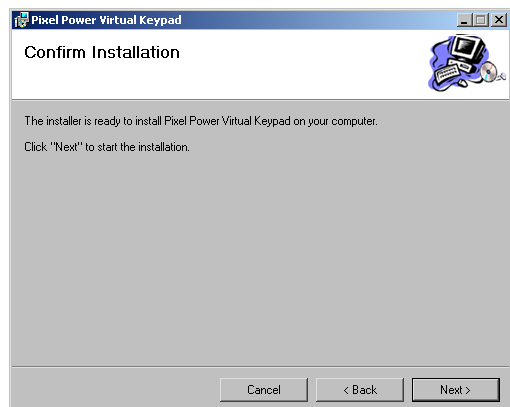 Pixel Power Virtual Keypad
Confirm Installation
The installer is ready to install Pixel Power Virtual Keypad on your computer.
Click "Next" to start the installation.
Cancel
< Back
Next >